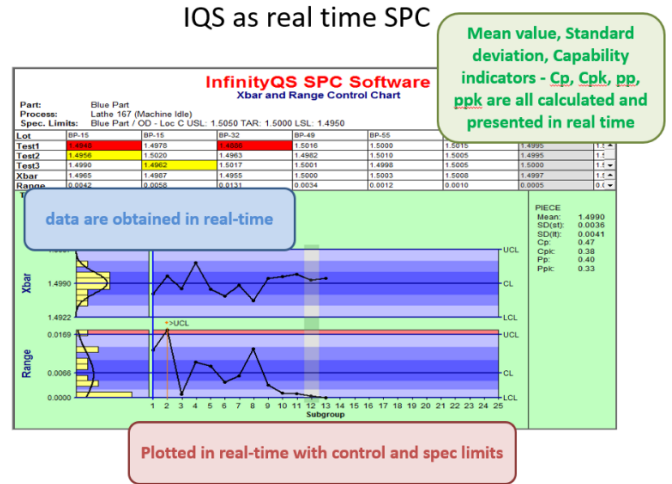 IQS as real time SPC
Mean value, Standard
deviation, Capability
indicators - Cp, Cpk, pp,
ppk are all calculated and
presented in real time
InfinityQS SPC Software
Xbar and Range Control Chart
Part: Blue Part
Process: Lathe 167 (Machine Idle)
Spec. Limits: Blue Part / OD - Loc C USL: 1.5050 TAR: 1.5000 LSL: 1.4950
Lot BP-15 BP-15 BP-32 BP-49 BP-55
Test1 1.4978 1.5016 1.5000 1.5015 1.4995
Test2 1.4956 1.5020 1.4963 1.4982 1.5010 1.5005 1.4995
Test3 1.4990 1.4962 1.5017 1.5001 1.4998 1.5005 1.5000
Xbar 1.4965 1.4987 1.4955 1.5000 1.5003 1.5008 1.4997
Range 0.0042 0.0058 0.0131 0.0034 0.0012 0.0010 0.0005
data are obtained in real-time
PIECE
Mean: 1.4990
SD(st): 0.0036
SD(lt): 0.0041
Cp: 0.47
Cpk: 0.38
Pp: 0.40
Ppk: 0.33
UCL
Xbar 1.4990 CL
1.4922 LCL
>UCL
0.0169 UCL
Range 0.0066 CL
0.0000 LCL
1 2 3 4 5 6 7 8 9 10 11 12 13 14 15 16 17 18 19 20 21 22 23 24 25
Subgroup
Plotted in real-time with control and spec limits